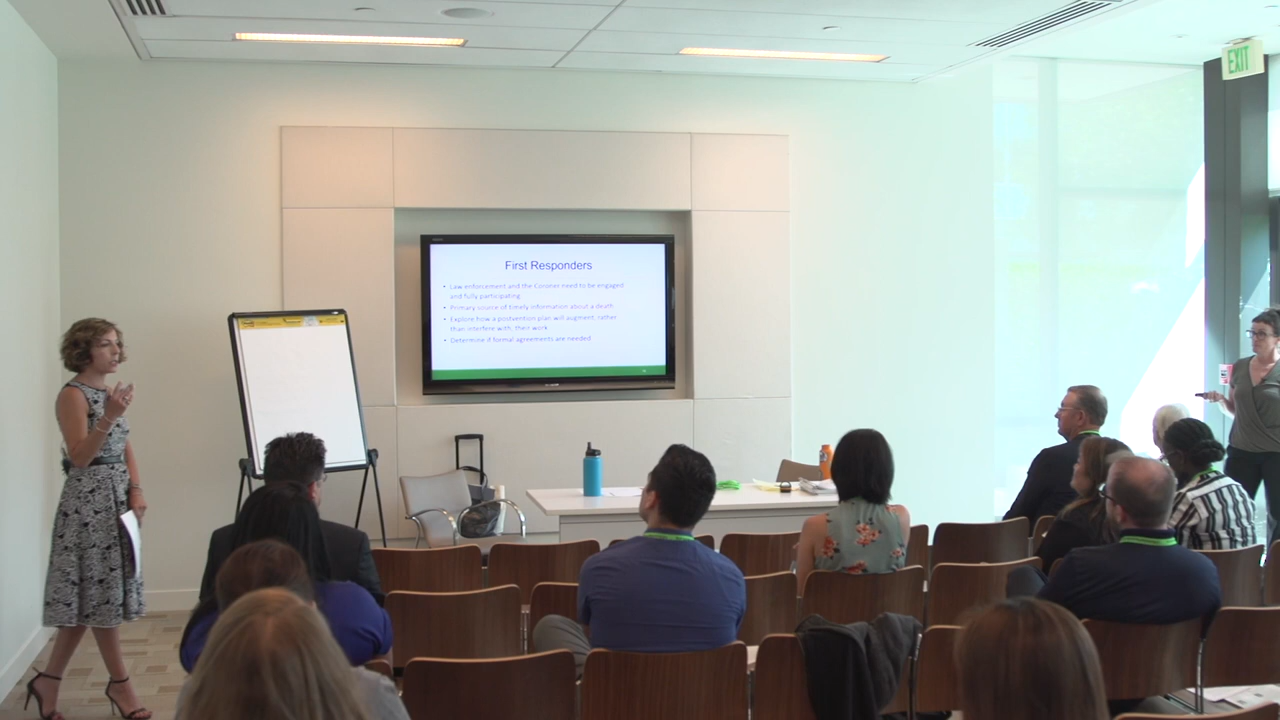 EXIT
First Responders
• Law enforcement and the Coroner need to be engaged
and fully participating
• Primary source of timely information about a death
• Explore how a postvention plan will augment, rather
than interfere with, their work
• Determine if formal agreements are needed